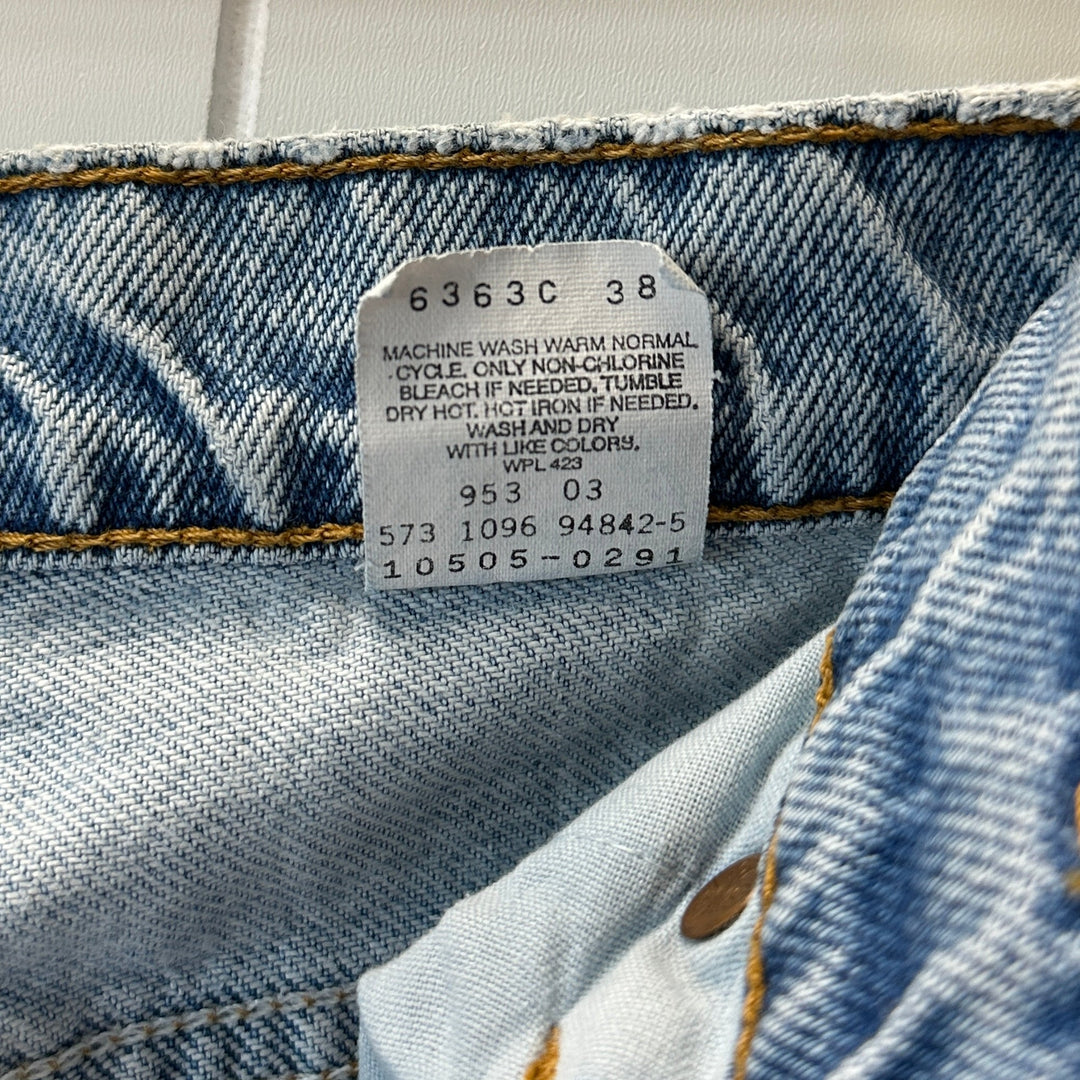 6363C 38
MACHINE WASH WARM NORMAL
CYCLE. ONLY NON-CHLORINE
BLEACH IF NEEDED. TUMBLE
DRY HOT. HOT IRON IF NEEDED.
WASH AND DRY
WITH LIKE COLORS.
WPL 423
953 03
573 1096 94842-5
10505-0291